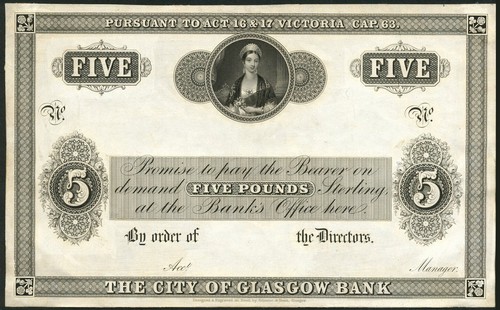 PURSUANT TO ACT 16 & 17 VICTORIA CAP. 63.
FIVE FIVE
No. No.
Promise to pay the Bearer on
5 demand FIVE POUNDS Sterling, 5
at the Bank's Office here.
By order of the Directors.
Acct. Manager.
THE CITY OF GLASGOW BANK